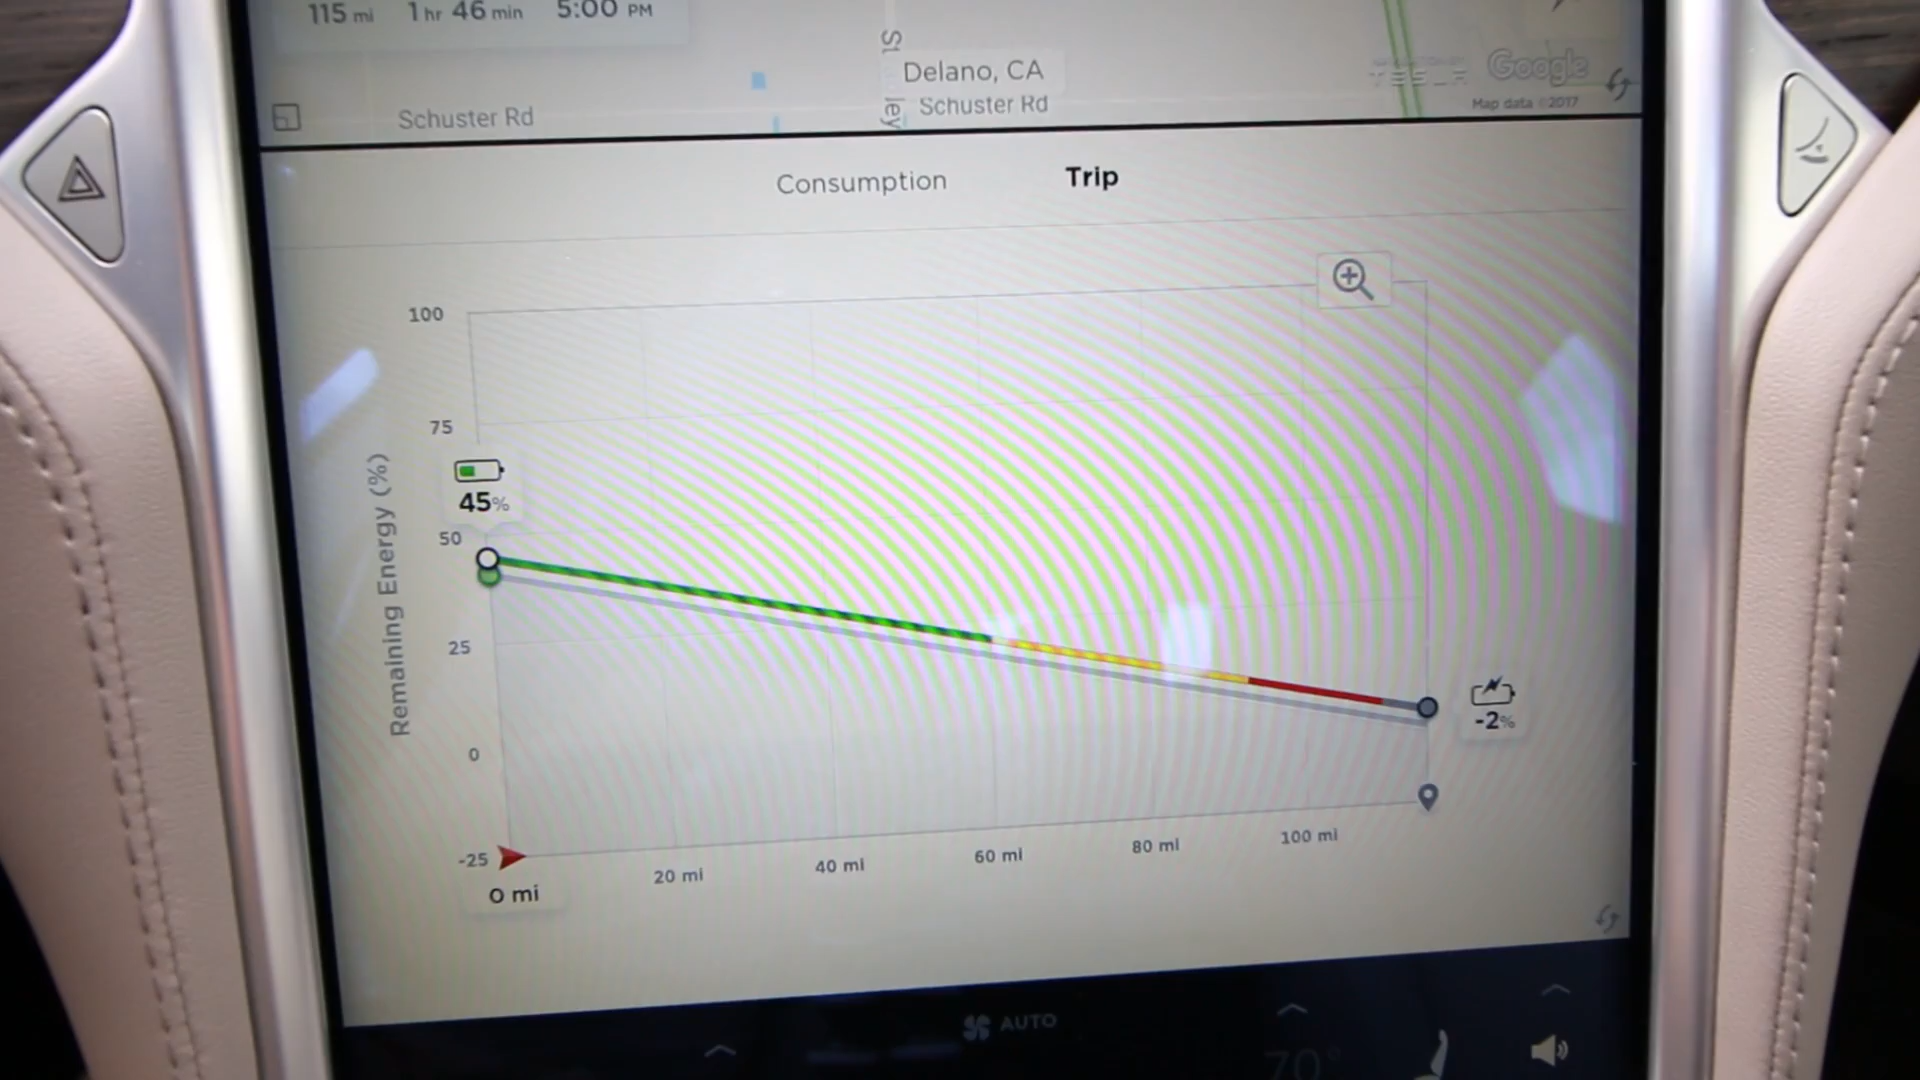 115 mi 1 hr 46 min 5:00 PM
Delano, CA
Schuster Rd
Schuster Rd
TESLA
Google
Map data ©2017
Consumption
Trip
100
75
45%
50
25
0
-25
Remaining Energy (%)
-2%
0 mi
20 mi
40 mi
60 mi
80 mi
100 mi
AUTO
70°